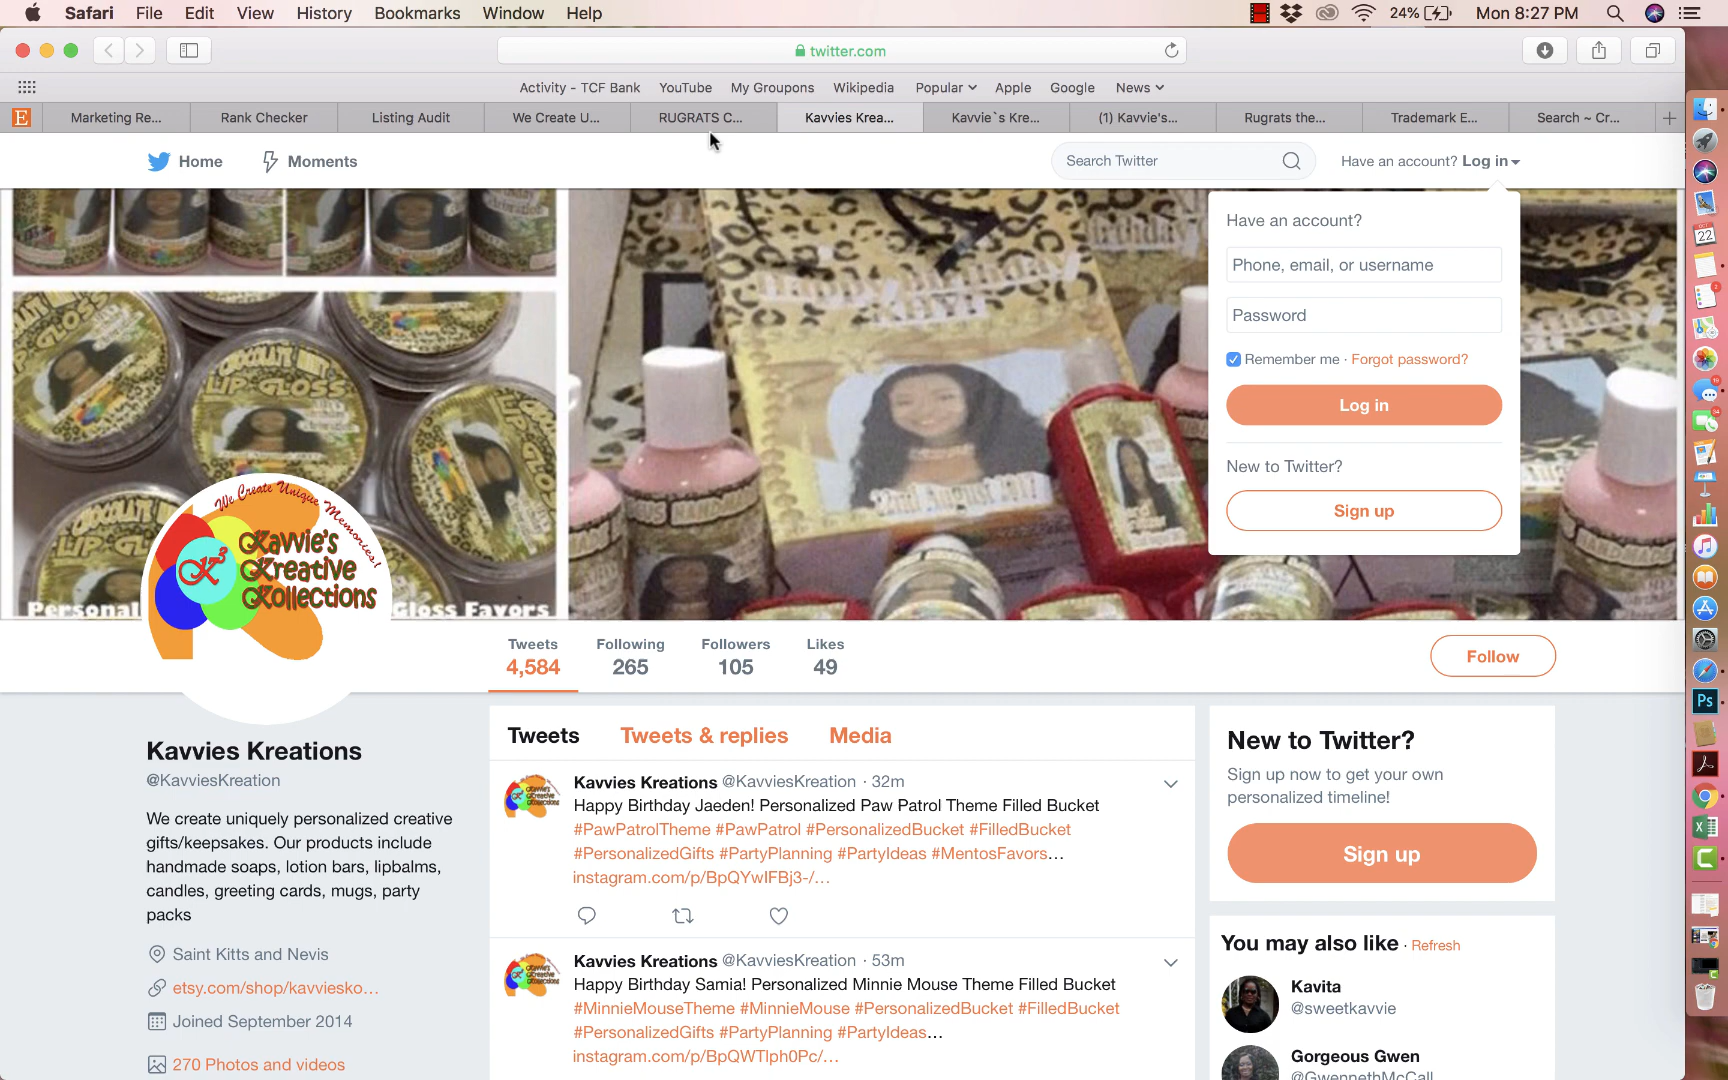 Safari File Edit View History Bookmarks Window Help 24% Mon 8:27 PM
twitter.com
Activity - TCF Bank YouTube My Groupons Wikipedia Popular Apple Google News
E Marketing Re... Rank Checker Listing Audit We Create U... RUGRATS C... Kavvies Krea... Kavvie`s Kre... (1) Kavvie's... Rugrats the... Trademark E... Search ~ Cr...
Home Moments Search Twitter Have an account? Log in
Have an account?
Phone, email, or username
Password
Remember me · Forgot password?
Log in
New to Twitter?
Sign up
CHOCOLATE MINT
LIP-GLOSS
We Create Unique Memories!
K3 Kavvie's
Kreative
Kollections
Personal Gloss Favors
Tweets Following Followers Likes
4,584 265 105 49
Follow
Kavvies Kreations
@KavviesKreation
We create uniquely personalized creative
gifts/keepsakes. Our products include
handmade soaps, lotion bars, lipbalms,
candles, greeting cards, mugs, party
packs
Saint Kitts and Nevis
etsy.com/shop/kavviesko...
Joined September 2014
270 Photos and videos
Tweets Tweets & replies Media
Kavvies Kreations @KavviesKreation · 32m
Happy Birthday Jaeden! Personalized Paw Patrol Theme Filled Bucket
#PawPatrolTheme #PawPatrol #PersonalizedBucket #FilledBucket
#PersonalizedGifts #PartyPlanning #PartyIdeas #MentosFavors...
instagram.com/p/BpQYwIFBj3-/...
Kavvies Kreations @KavviesKreation · 53m
Happy Birthday Samia! Personalized Minnie Mouse Theme Filled Bucket
#MinnieMouseTheme #MinnieMouse #PersonalizedBucket #FilledBucket
#PersonalizedGifts #PartyPlanning #PartyIdeas...
instagram.com/p/BpQWTlph0Pc/...
New to Twitter?
Sign up now to get your own
personalized timeline!
Sign up
You may also like · Refresh
Kavita
@sweetkavvie
Gorgeous Gwen
@GwennethMcCall
22
Ps